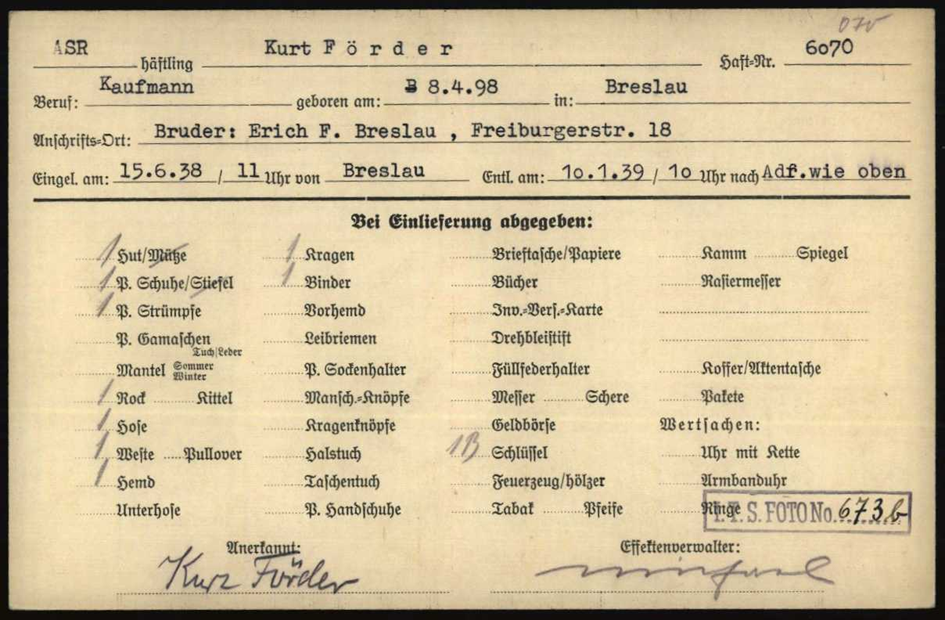 070
ASR häftling Kurt Förder Haft=Nr. 6070
Beruf: Kaufmann geboren am: 8.4.98 in: Breslau
Anschrifts=Ort: Bruder: Erich F. Breslau , Freiburgerstr. 18
Eingel. am: 15.6.38 / 11 Uhr von Breslau Entl. am: 10.1.39 / 10 Uhr nach Adr.wie oben
Bei Einlieferung abgegeben:
1 Hut/Mütze 1 Kragen Brieftasche/Papiere Kamm Spiegel
1 P. Schuhe/Stiefel 1 Binder Bücher Rasiermesser
1 P. Strümpfe Vorhemd Inv.=Vers.=Karte
P. Gamaschen Tuch/Leder Leibriemen Drehbleistift
Mantel Sommer Winter P. Sockenhalter Füllfederhalter Koffer/Aktentasche
1 Rock Kittel Mansch.=Knöpfe Messer Schere Pakete
1 Hose Kragenknöpfe Geldbörse Wertsachen:
1 Weste Pullover Halstuch 1B Schlüssel Uhr mit Kette
1 Hemd Taschentuch Feuerzeug/hölzer Armbanduhr
Unterhose P. Handschuhe Tabak Pfeife Ringe
I.T.S. FOTO No. 673b
Anerkannt: Effektenverwalter:
Kurt Förder